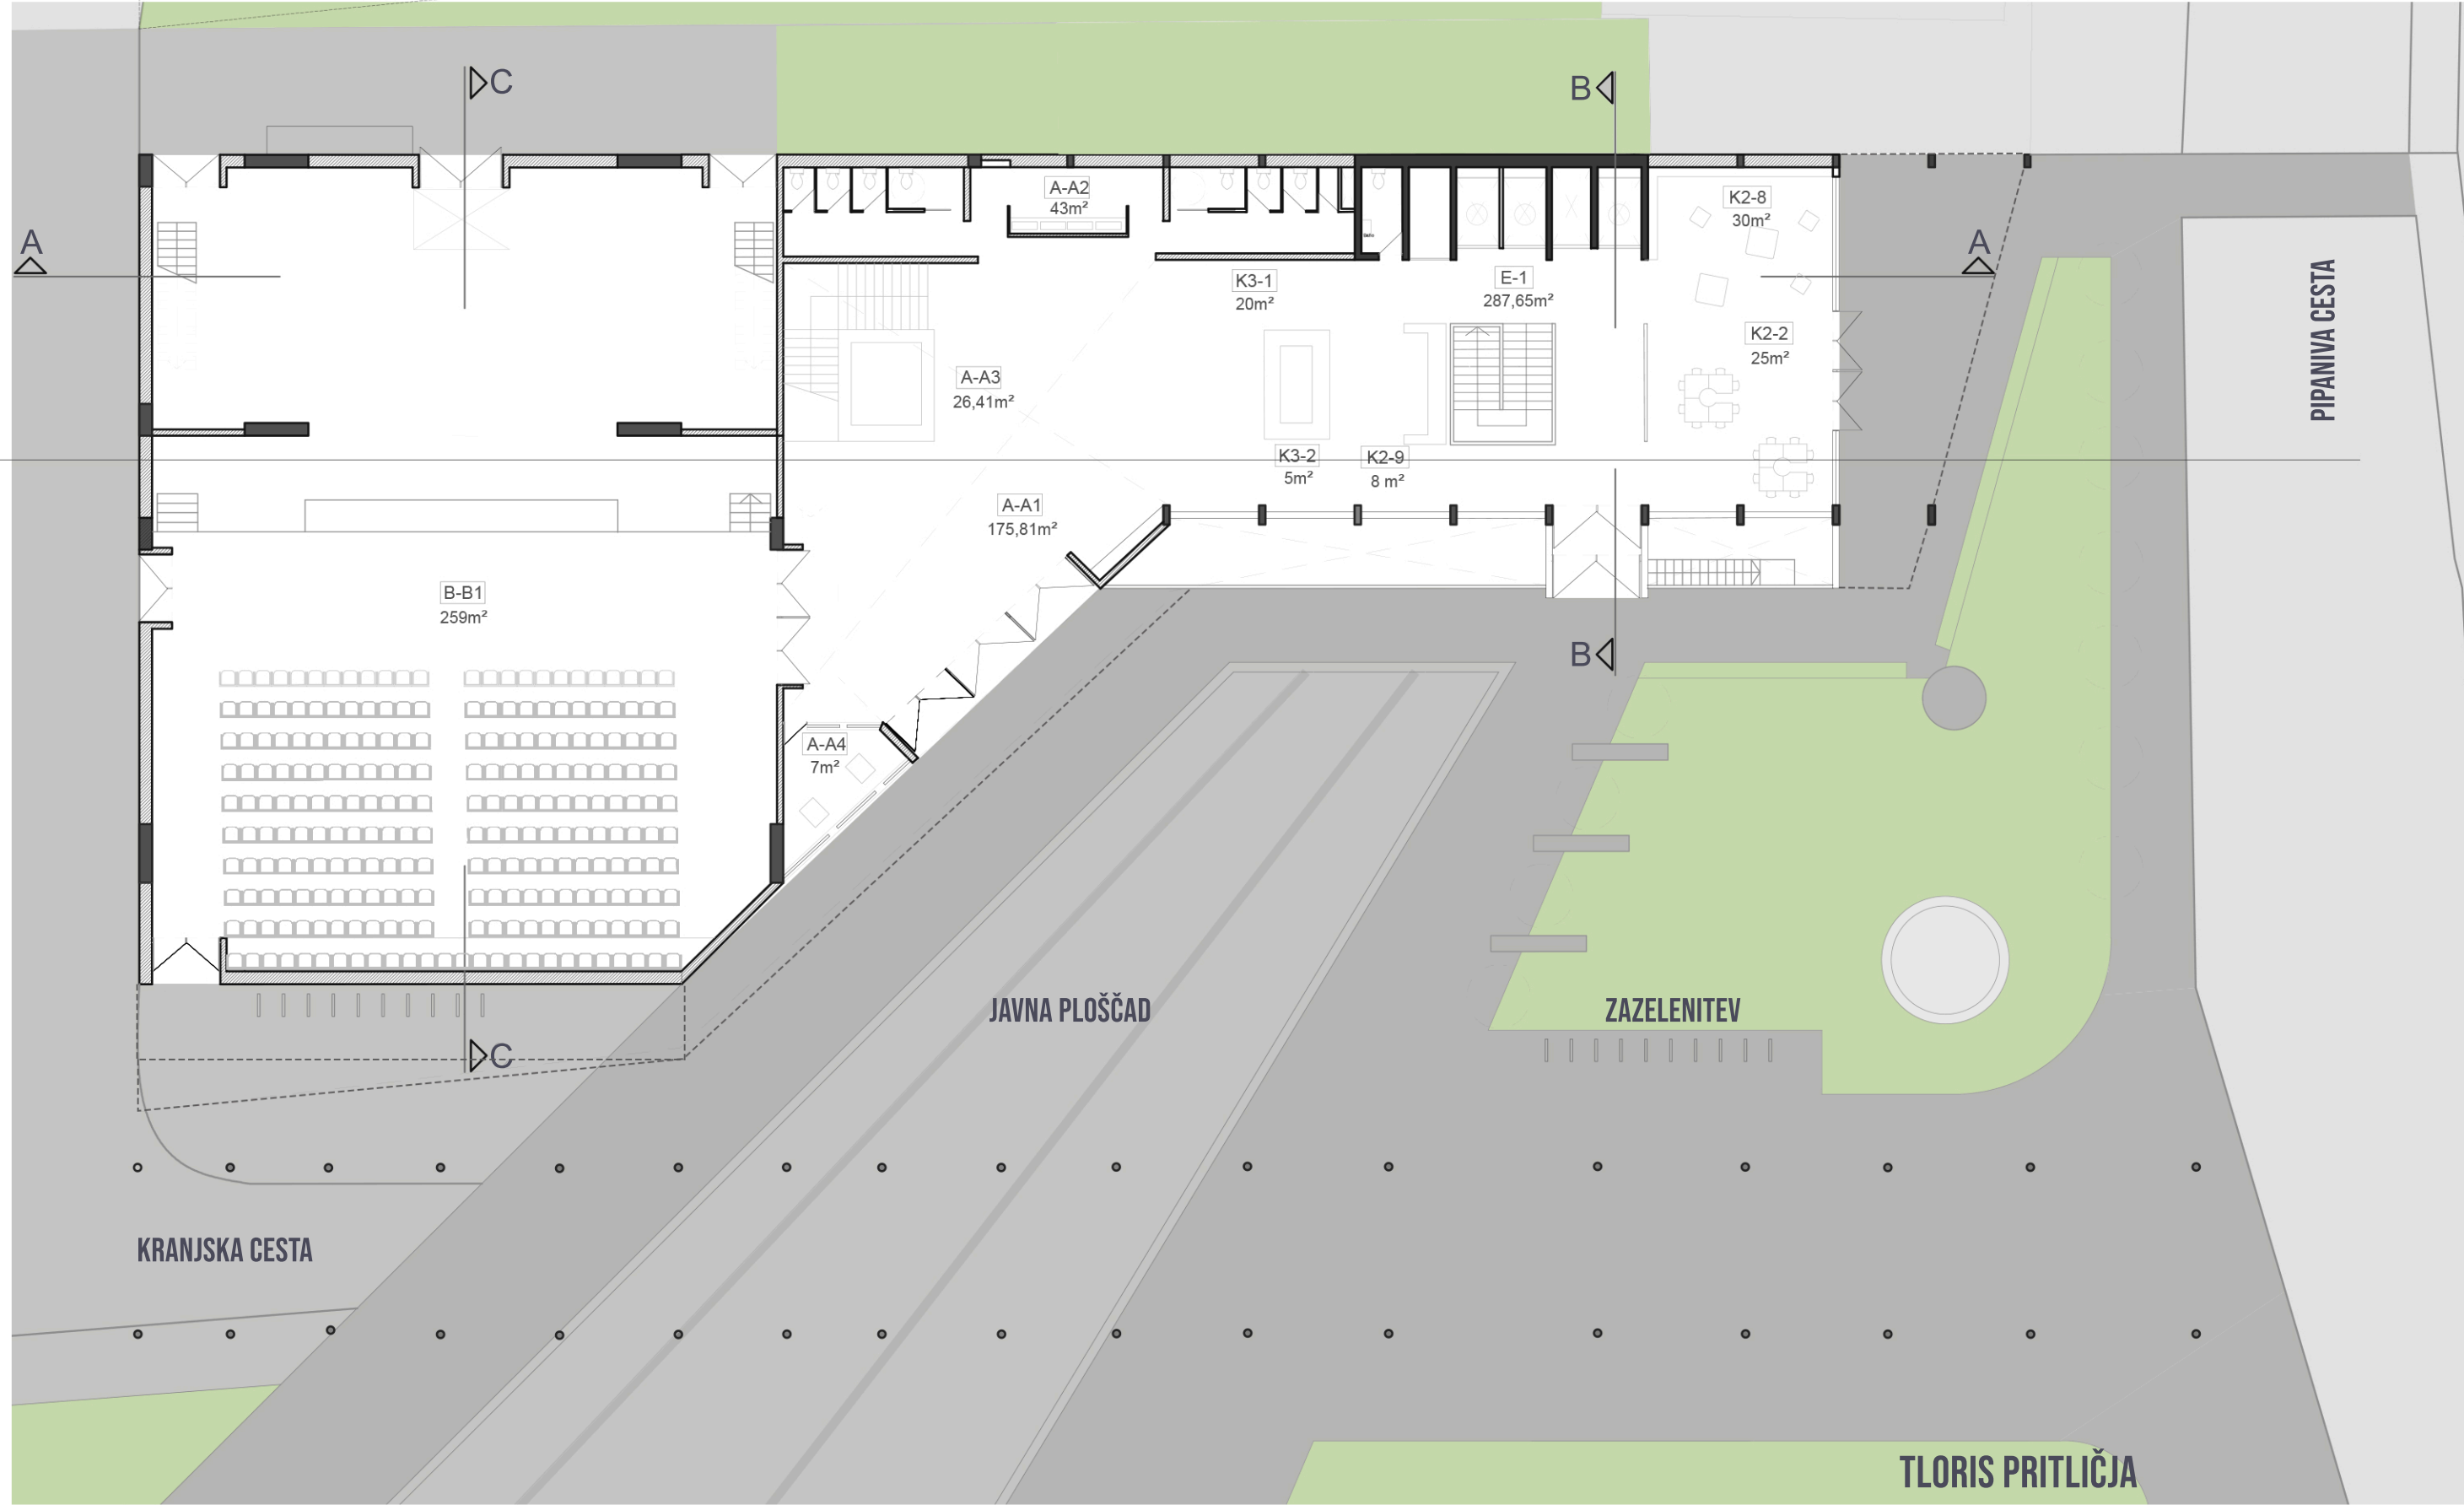 C
B
A-A2
43m²
K2-8
30m²
A
A
K3-1
20m²
E-1
287,65m²
K2-2
25m²
PIPANIVA CESTA
A-A3
26,41m²
K3-2
5m²
K2-9
8 m²
A-A1
175,81m²
B-B1
259m²
B
A-A4
7m²
JAVNA PLOŠČAD
ZAZELENITEV
C
KRANJSKA CESTA
TLORIS PRITLIČJA